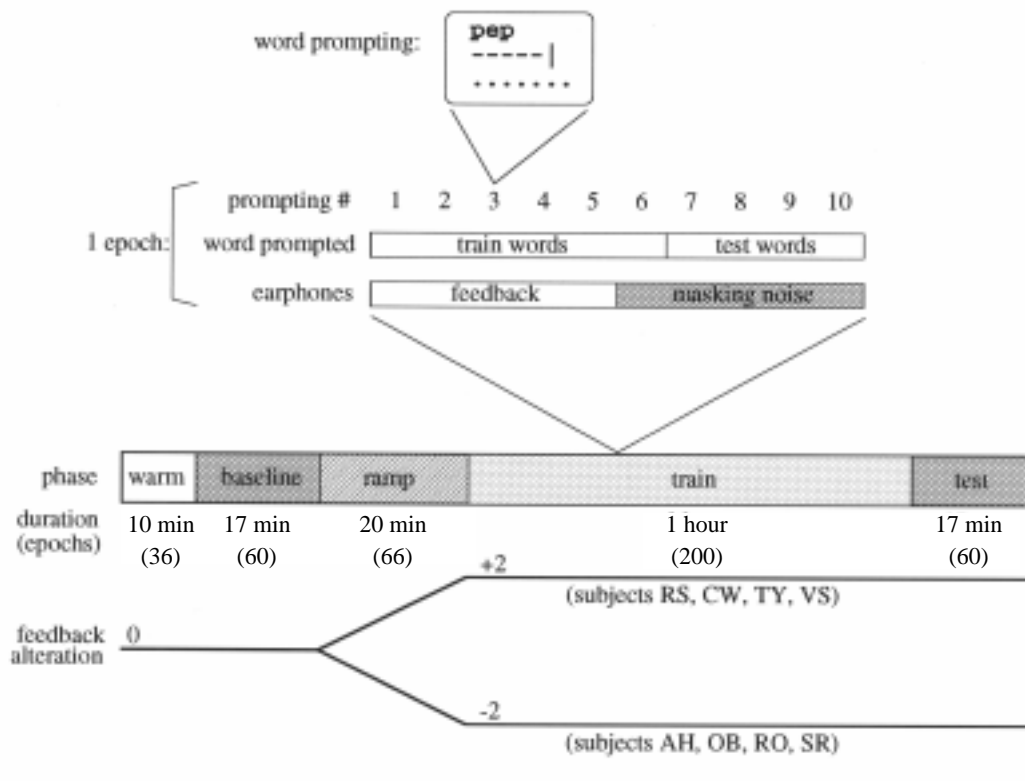 word prompting:
pep
-----|
.......
prompting # 1 2 3 4 5 6 7 8 9 10
1 epoch:
word prompted train words test words
earphones feedback masking noise
phase warm baseline ramp train test
duration 10 min 17 min 20 min 1 hour 17 min
(epochs) (36) (60) (66) (200) (60)
+2
(subjects RS, CW, TY, VS)
feedback 0
alteration
-2
(subjects AH, OB, RO, SR)